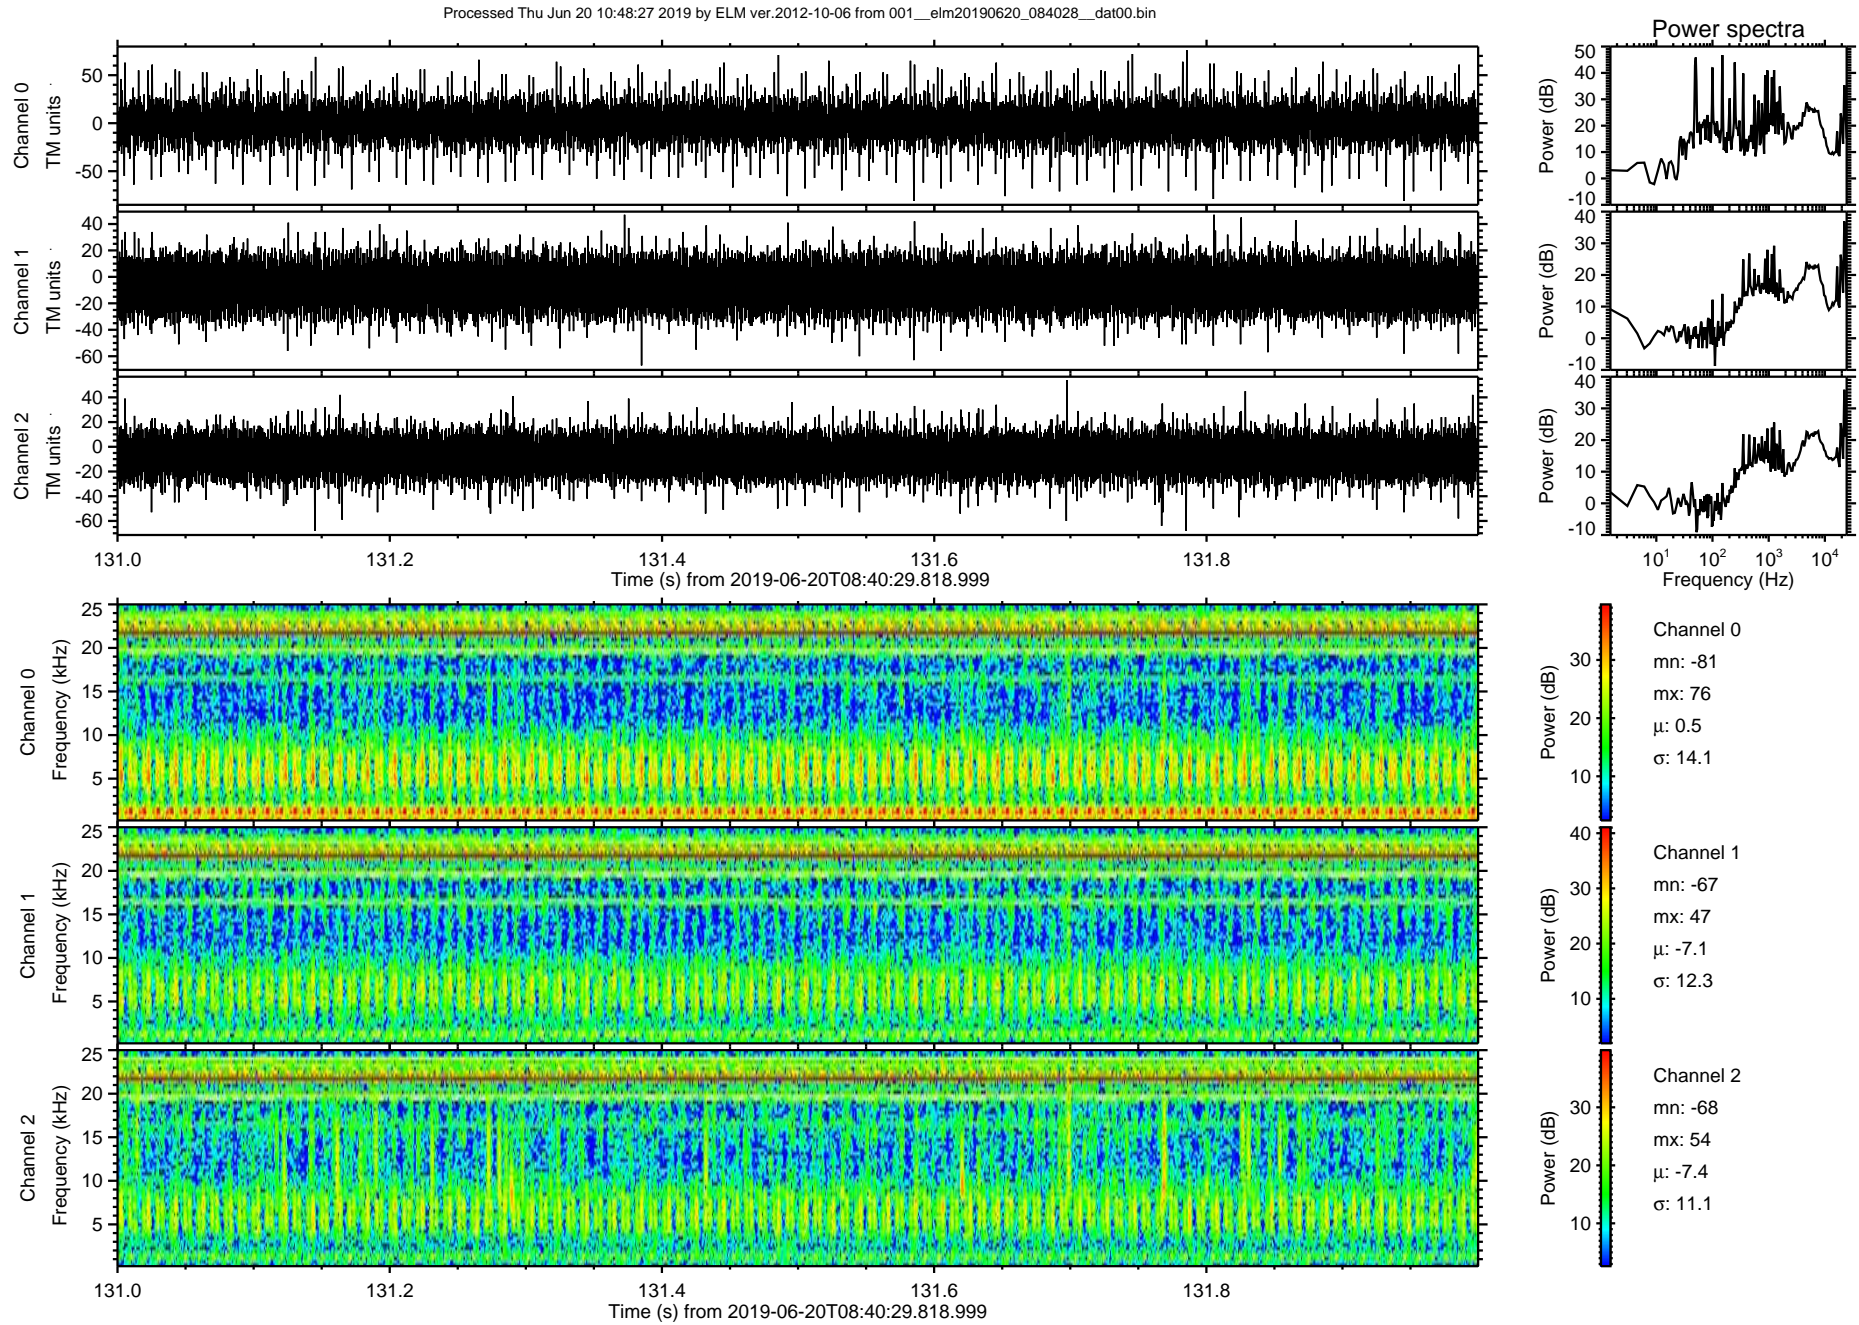 Processed Thu Jun 20 10:48:27 2019 by ELM ver.2012-10-06 from 001__elm20190620_084028__dat00.bin
Power spectra
Channel 0
TM units
50
0
-50
Power (dB)
50
40
30
20
10
0
-10
Channel 1
TM units
40
20
0
-20
-40
-60
Power (dB)
40
30
20
10
0
-10
Channel 2
TM units
40
20
0
-20
-40
-60
Power (dB)
40
30
20
10
0
-10
131.0 131.2 131.4 131.6 131.8
Time (s) from 2019-06-20T08:40:29.818.999
10¹ 10² 10³ 10⁴
Frequency (Hz)
Channel 0
Frequency (kHz)
25
20
15
10
5
Power (dB)
30
20
10
Channel 0
mn: -81
mx: 76
μ: 0.5
σ: 14.1
Channel 1
Frequency (kHz)
25
20
15
10
5
Power (dB)
40
30
20
10
Channel 1
mn: -67
mx: 47
μ: -7.1
σ: 12.3
Channel 2
Frequency (kHz)
25
20
15
10
5
Power (dB)
30
20
10
Channel 2
mn: -68
mx: 54
μ: -7.4
σ: 11.1
131.0 131.2 131.4 131.6 131.8
Time (s) from 2019-06-20T08:40:29.818.999